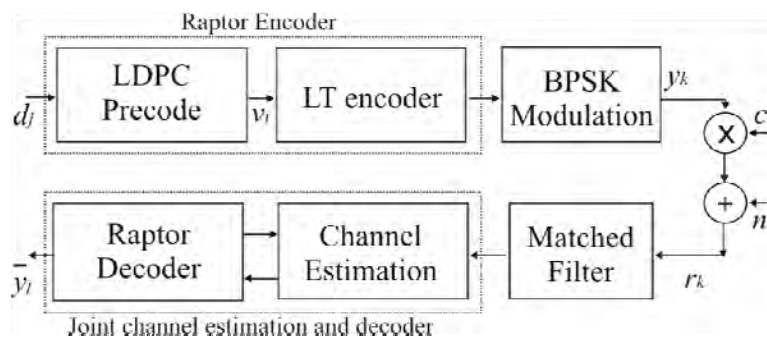 Raptor Encoder
LDPC
Precode
LT encoder
BPSK
Modulation
dj
vi
yk
c
X
+
n
rk
Raptor
Decoder
Channel
Estimation
Matched
Filter
y̅l
Joint channel estimation and decoder